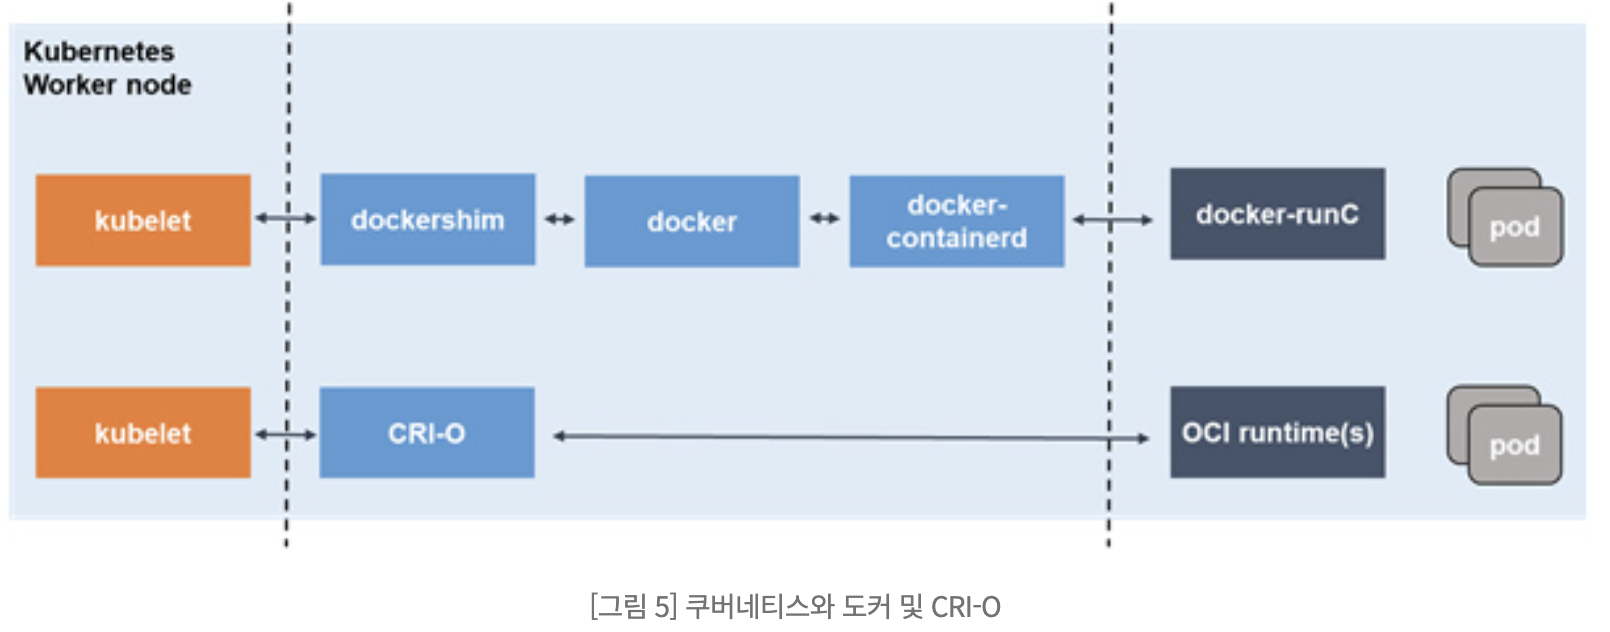 Kubernetes
Worker node
kubelet
dockershim
docker
docker-
containerd
docker-runC
pod
kubelet
CRI-O
OCI runtime(s)
pod
[그림 5] 쿠버네티스와 도커 및 CRI-O